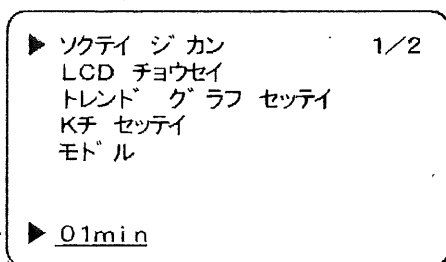 ▶ ソクテイ ジカン 1/2
LCD チョウセイ
トレンド グラフ セッテイ
Kチ セッテイ
モドル
▶ 01min